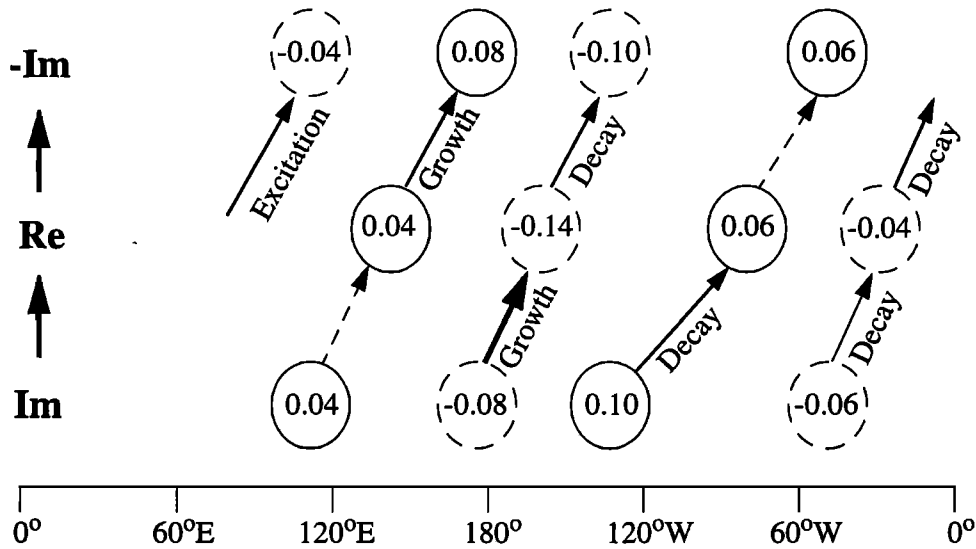 -Im
-0.04
0.08
-0.10
0.06
Excitation
Growth
Decay
Decay
Re
0.04
-0.14
0.06
-0.04
Growth
Decay
Decay
Im
0.04
-0.08
0.10
-0.06
0° 60°E 120°E 180° 120°W 60°W 0°